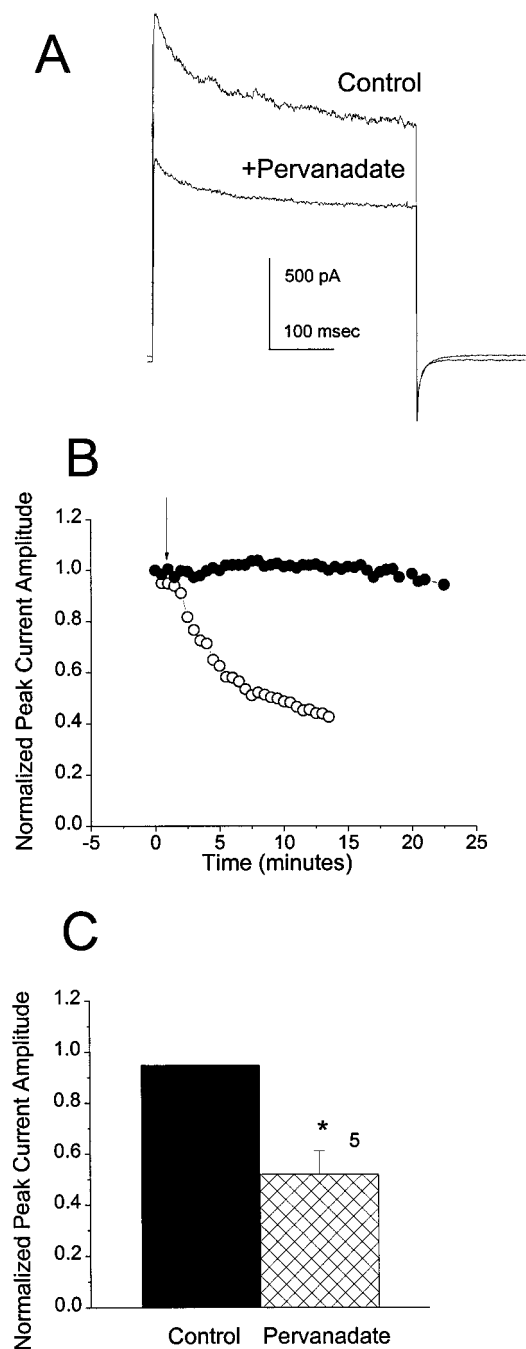 A
Control
+Pervanadate
500 pA
100 msec
B
Normalized Peak Current Amplitude
1.2
1.0
0.8
0.6
0.4
0.2
0.0
-5 0 5 10 15 20 25
Time (minutes)
C
Normalized Peak Current Amplitude
1.2
1.0
0.8
0.6
0.4
0.2
0.0
* 5
Control Pervanadate